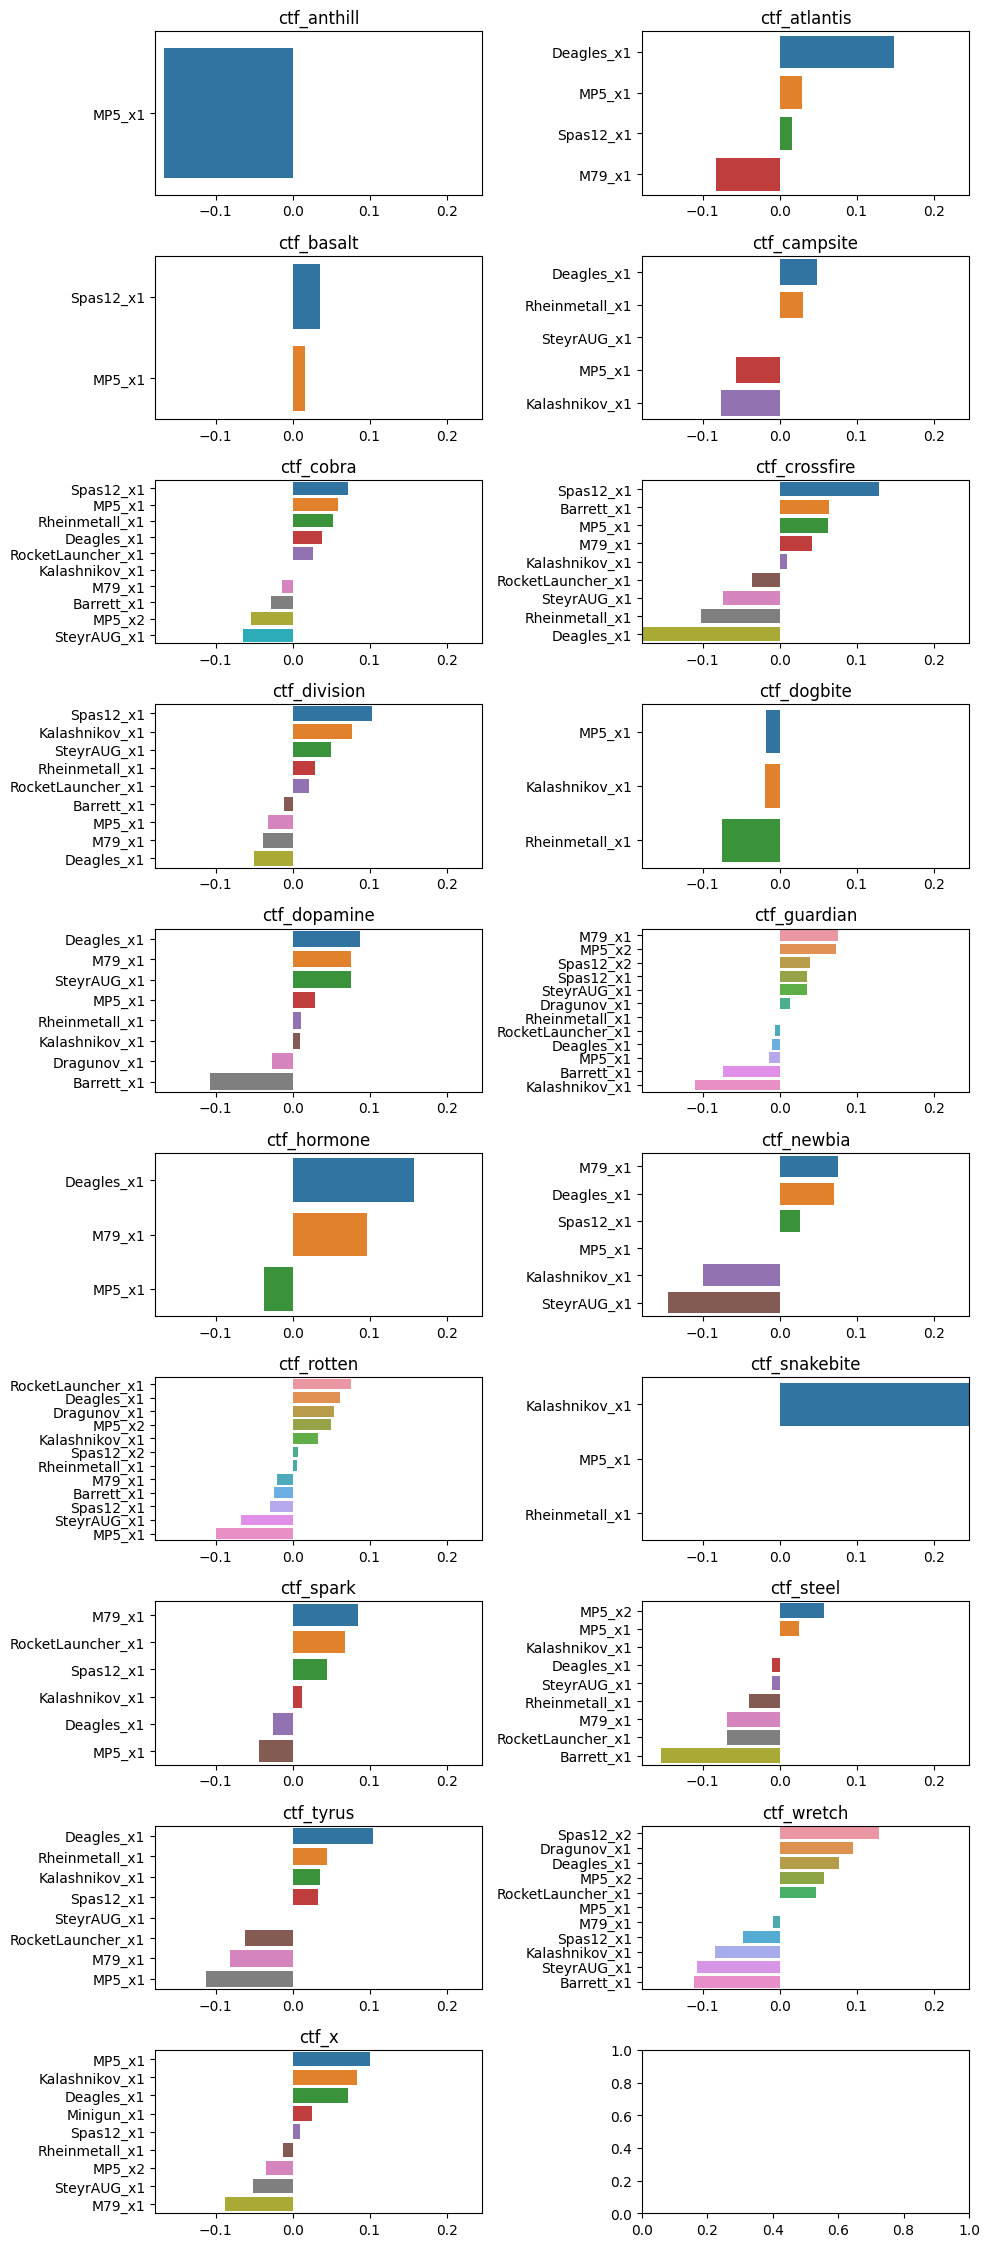 ctf_anthill
MP5_x1
−0.1 0.0 0.1 0.2
ctf_atlantis
Deagles_x1
MP5_x1
Spas12_x1
M79_x1
−0.1 0.0 0.1 0.2
ctf_basalt
Spas12_x1
MP5_x1
−0.1 0.0 0.1 0.2
ctf_campsite
Deagles_x1
Rheinmetall_x1
SteyrAUG_x1
MP5_x1
Kalashnikov_x1
−0.1 0.0 0.1 0.2
ctf_cobra
Spas12_x1
MP5_x1
Rheinmetall_x1
Deagles_x1
RocketLauncher_x1
Kalashnikov_x1
M79_x1
Barrett_x1
MP5_x2
SteyrAUG_x1
−0.1 0.0 0.1 0.2
ctf_crossfire
Spas12_x1
Barrett_x1
MP5_x1
M79_x1
Kalashnikov_x1
RocketLauncher_x1
SteyrAUG_x1
Rheinmetall_x1
Deagles_x1
−0.1 0.0 0.1 0.2
ctf_division
Spas12_x1
Kalashnikov_x1
SteyrAUG_x1
Rheinmetall_x1
RocketLauncher_x1
Barrett_x1
MP5_x1
M79_x1
Deagles_x1
−0.1 0.0 0.1 0.2
ctf_dogbite
MP5_x1
Kalashnikov_x1
Rheinmetall_x1
−0.1 0.0 0.1 0.2
ctf_dopamine
Deagles_x1
M79_x1
SteyrAUG_x1
MP5_x1
Rheinmetall_x1
Kalashnikov_x1
Dragunov_x1
Barrett_x1
−0.1 0.0 0.1 0.2
ctf_guardian
M79_x1
MP5_x2
Spas12_x2
Spas12_x1
SteyrAUG_x1
Dragunov_x1
Rheinmetall_x1
RocketLauncher_x1
Deagles_x1
MP5_x1
Barrett_x1
Kalashnikov_x1
−0.1 0.0 0.1 0.2
ctf_hormone
Deagles_x1
M79_x1
MP5_x1
−0.1 0.0 0.1 0.2
ctf_newbia
M79_x1
Deagles_x1
Spas12_x1
MP5_x1
Kalashnikov_x1
SteyrAUG_x1
−0.1 0.0 0.1 0.2
ctf_rotten
RocketLauncher_x1
Deagles_x1
Dragunov_x1
MP5_x2
Kalashnikov_x1
Spas12_x2
Rheinmetall_x1
M79_x1
Barrett_x1
Spas12_x1
SteyrAUG_x1
MP5_x1
−0.1 0.0 0.1 0.2
ctf_snakebite
Kalashnikov_x1
MP5_x1
Rheinmetall_x1
−0.1 0.0 0.1 0.2
ctf_spark
M79_x1
RocketLauncher_x1
Spas12_x1
Kalashnikov_x1
Deagles_x1
MP5_x1
−0.1 0.0 0.1 0.2
ctf_steel
MP5_x2
MP5_x1
Kalashnikov_x1
Deagles_x1
SteyrAUG_x1
Rheinmetall_x1
M79_x1
RocketLauncher_x1
Barrett_x1
−0.1 0.0 0.1 0.2
ctf_tyrus
Deagles_x1
Rheinmetall_x1
Kalashnikov_x1
Spas12_x1
SteyrAUG_x1
RocketLauncher_x1
M79_x1
MP5_x1
−0.1 0.0 0.1 0.2
ctf_wretch
Spas12_x2
Dragunov_x1
Deagles_x1
MP5_x2
RocketLauncher_x1
MP5_x1
M79_x1
Spas12_x1
Kalashnikov_x1
SteyrAUG_x1
Barrett_x1
−0.1 0.0 0.1 0.2
ctf_x
MP5_x1
Kalashnikov_x1
Deagles_x1
Minigun_x1
Spas12_x1
Rheinmetall_x1
MP5_x2
SteyrAUG_x1
M79_x1
−0.1 0.0 0.1 0.2
1.0
0.8
0.6
0.4
0.2
0.0
0.0 0.2 0.4 0.6 0.8 1.0